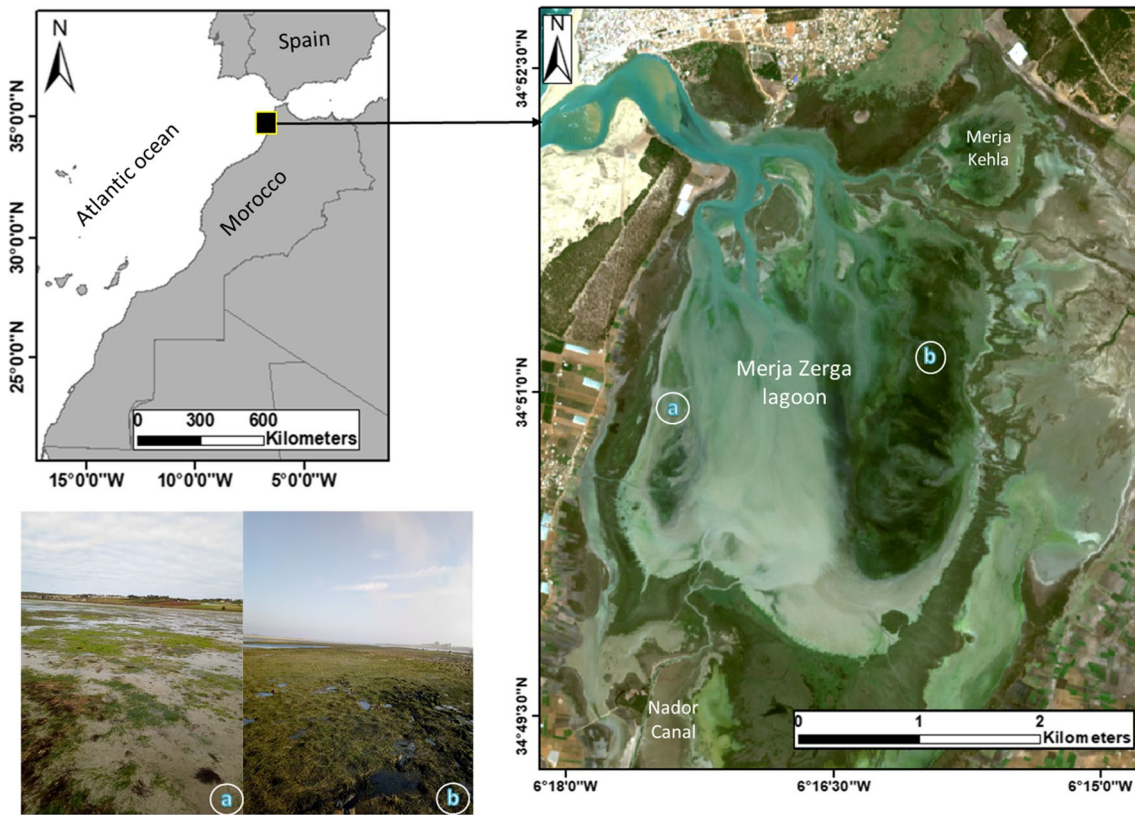 N
Spain
Atlantic ocean
Morocco
35°0'0"N
30°0'0"N
25°0'0"N
0 300 600
Kilometers
15°0'0"W 10°0'0"W 5°0'0"W
a
b
N
34°52'30"N
34°51'0"N
34°49'30"N
Merja
Kehla
Merja Zerga
lagoon
a
b
Nador
Canal
0 1 2
Kilometers
6°18'0"W 6°16'30"W 6°15'0"W